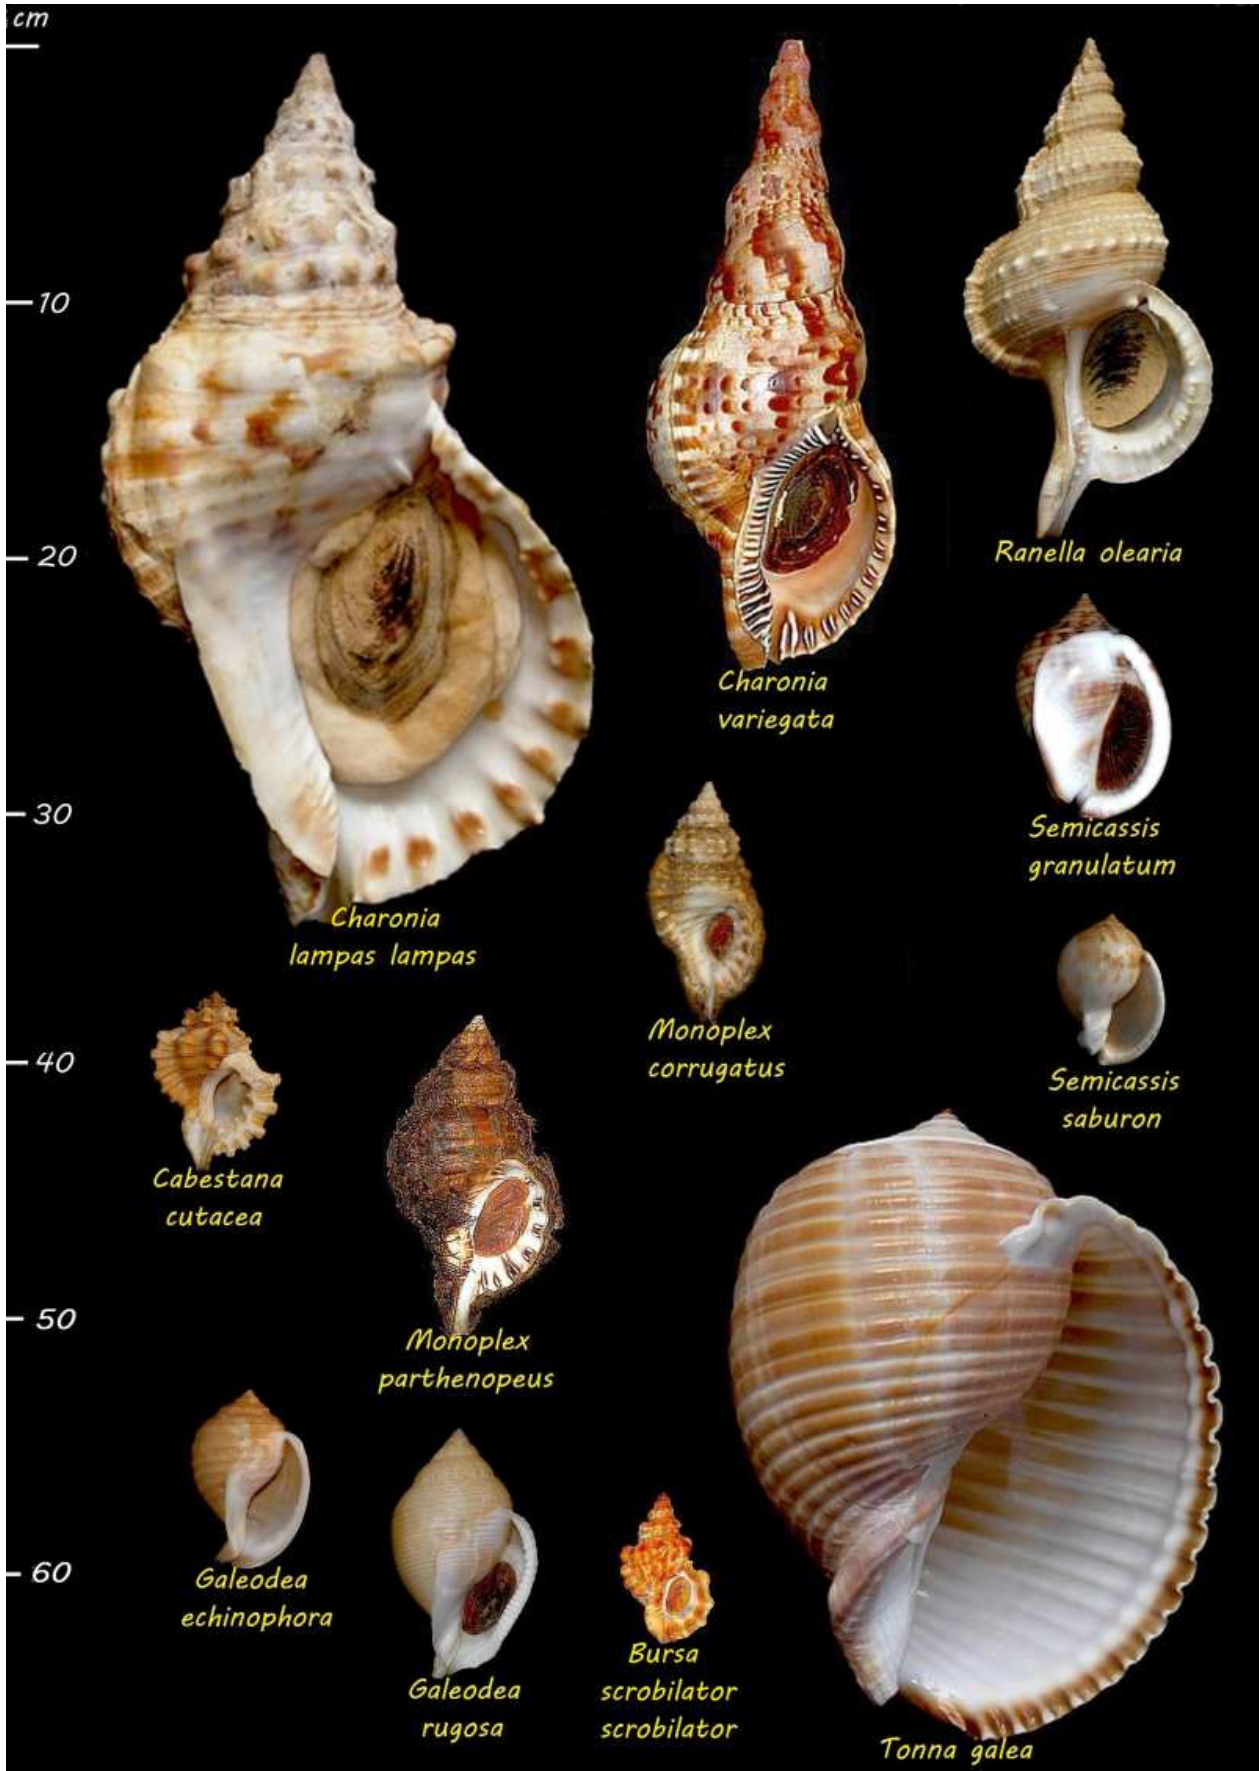 cm
10
20
30
40
50
60
Ranella olearia
Charonia
variegata
Semicassis
granulatum
Charonia
lampas lampas
Monoplex
corrugatus
Semicassis
saburon
Cabestana
cutacea
Monoplex
parthenopeus
Galeodea
echinophora
Galeodea
rugosa
Bursa
scrobilator
scrobilator
Tonna galea